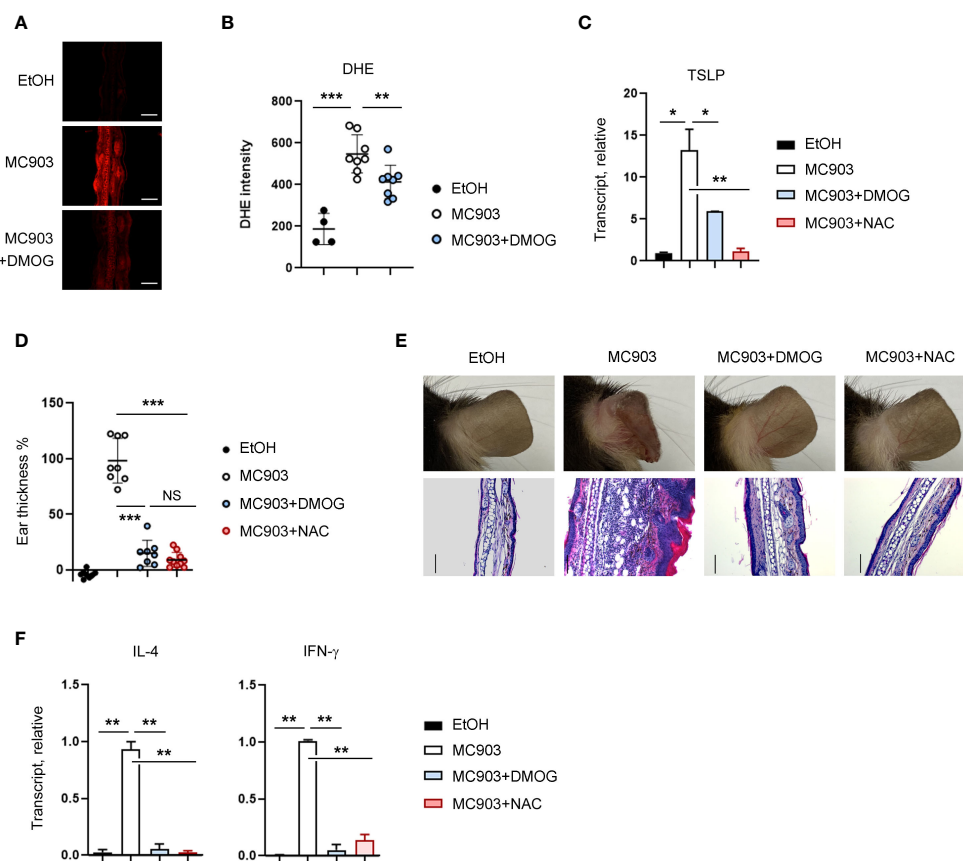 A
EtOH
MC903
MC903
+DMOG
B
DHE
DHE intensity
800
600
400
200
0
***
**
EtOH
MC903
MC903+DMOG
C
TSLP
Transcript, relative
20
15
10
5
0
*
*
**
EtOH
MC903
MC903+DMOG
MC903+NAC
D
Ear thickness %
150
100
50
0
***
***
NS
EtOH
MC903
MC903+DMOG
MC903+NAC
E
EtOH
MC903
MC903+DMOG
MC903+NAC
F
IL-4
Transcript, relative
1.5
1.0
0.5
0.0
**
**
**
IFN-γ
1.5
1.0
0.5
0.0
**
**
**
EtOH
MC903
MC903+DMOG
MC903+NAC